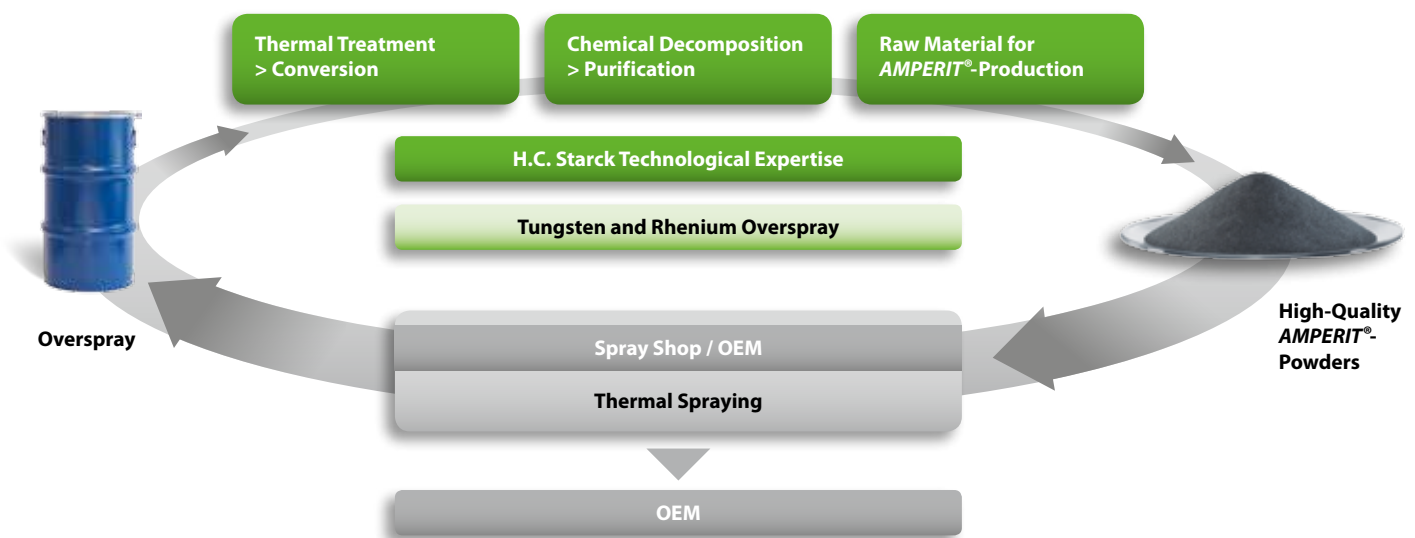 Thermal Treatment
> Conversion
Chemical Decomposition
> Purification
Raw Material for
AMPERIT®-Production
H.C. Starck Technological Expertise
Tungsten and Rhenium Overspray
Overspray
Spray Shop / OEM
Thermal Spraying
High-Quality
AMPERIT®-
Powders
OEM